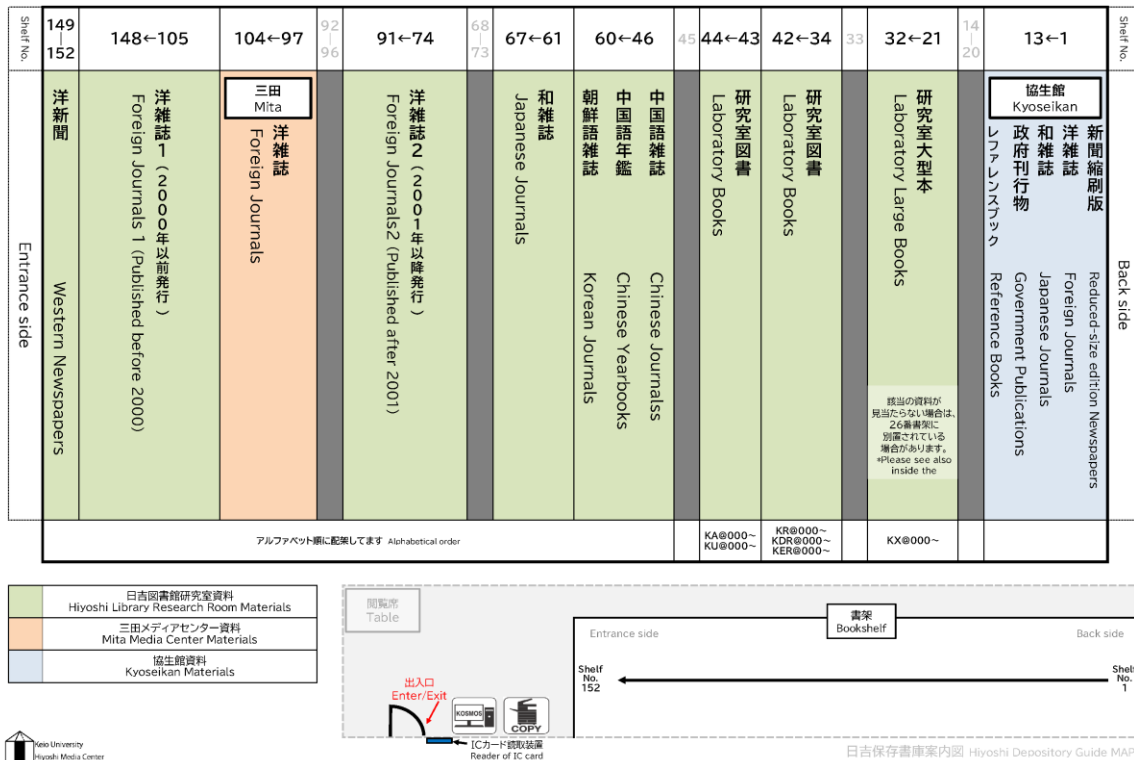 Shelf No.
149
|
152
148←105
104←97
92
|
96
91←74
68
|
73
67←61
60←46
45
44←43
42←34
33
32←21
14
|
20
13←1
Shelf No.
Entrance side
洋新聞 Western Newspapers
洋雑誌1(2000年以前発行)
Foreign Journals 1 (Published before 2000)
三田
Mita
洋雑誌
Foreign Journals
洋雑誌2(2001年以降発行)
Foreign Journals2 (Published after 2001)
和雑誌
Japanese Journals
朝鮮語雑誌 Korean Journals
中国語年鑑 Chinese Yearbooks
中国語雑誌 Chinese Journalss
研究室図書
Laboratory Books
研究室図書
Laboratory Books
研究室大型本
Laboratory Large Books
該当の資料が
見当たらない場合は、
26番書架に
別置されている
場合があります。
*Please see also
inside the
協生館
Kyoseikan
新聞縮刷版 Reduced-size edition Newspapers
洋雑誌 Foreign Journals
和雑誌 Japanese Journals
政府刊行物 Government Publications
レファレンスブック Reference Books
Back side
アルファベット順に配架してます Alphabetical order
KA@000~
KU@000~
KR@000~
KDR@000~
KER@000~
KX@000~
日吉図書館研究室資料
Hiyoshi Library Research Room Materials
三田メディアセンター資料
Mita Media Center Materials
協生館資料
Kyoseikan Materials
閲覧席
Table
書架
Bookshelf
Entrance side
Back side
Shelf
No.
152
Shelf
No.
1
出入口
Enter/Exit
KOSMOS
COPY
ICカード読取装置
Reader of IC card
Keio University
Hiyoshi Media Center
日吉保存書庫案内図 Hiyoshi Depository Guide MAP